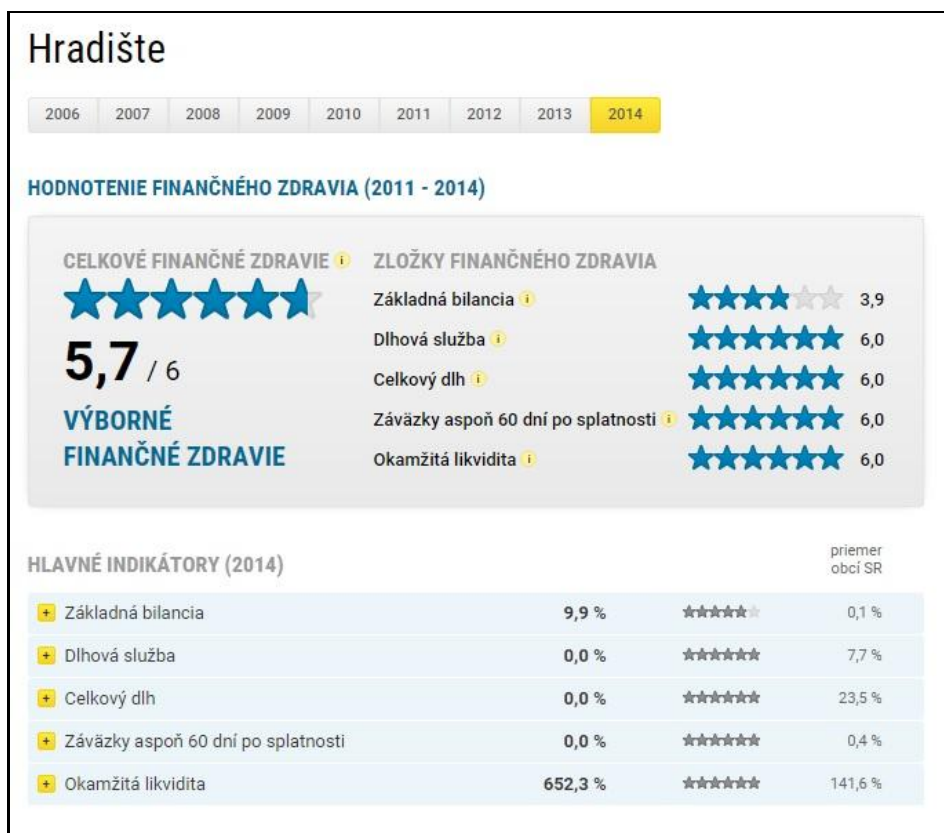 Hradište
2006 2007 2008 2009 2010 2011 2012 2013 2014
HODNOTENIE FINANČNÉHO ZDRAVIA (2011 - 2014)
CELKOVÉ FINANČNÉ ZDRAVIE i
5,7 / 6
VÝBORNÉ
FINANČNÉ ZDRAVIE
ZLOŽKY FINANČNÉHO ZDRAVIA
Základná bilancia i 3,9
Dlhová služba i 6,0
Celkový dlh i 6,0
Záväzky aspoň 60 dní po splatnosti i 6,0
Okamžitá likvidita i 6,0
HLAVNÉ INDIKÁTORY (2014)
priemer
obcí SR
+ Základná bilancia 9,9 % 0,1 %
+ Dlhová služba 0,0 % 7,7 %
+ Celkový dlh 0,0 % 23,5 %
+ Záväzky aspoň 60 dní po splatnosti 0,0 % 0,4 %
+ Okamžitá likvidita 652,3 % 141,6 %